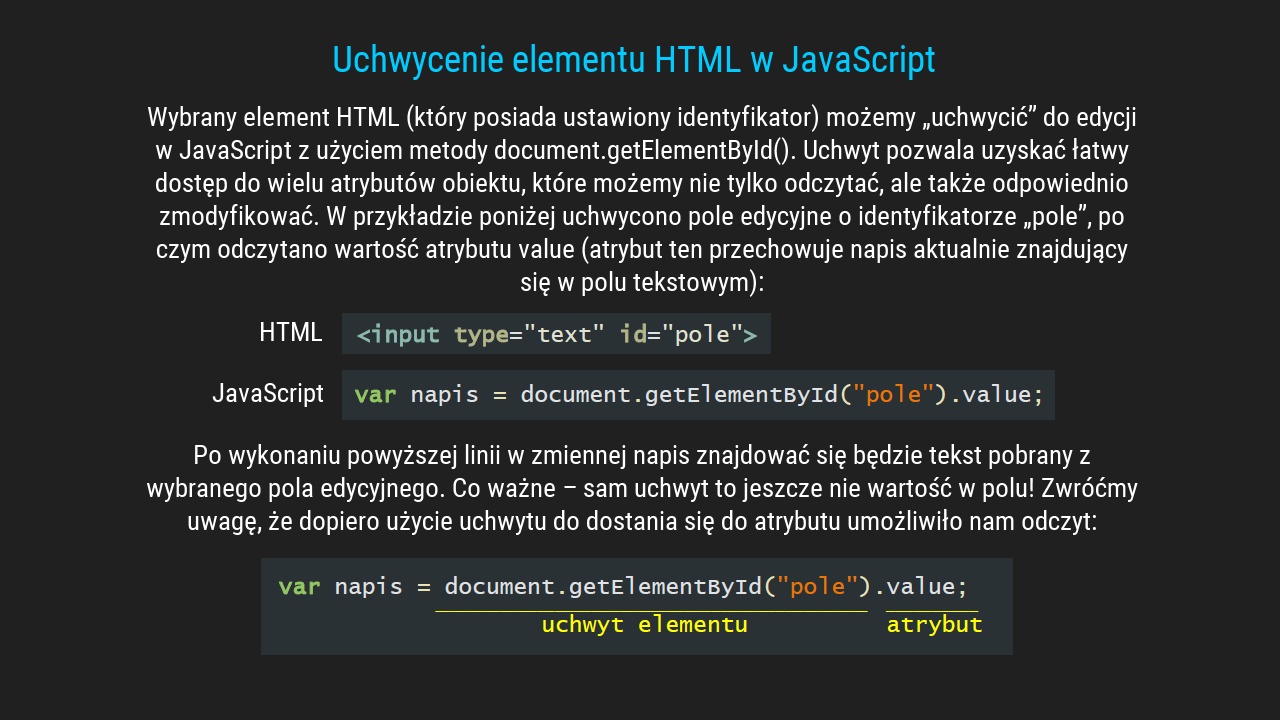 Uchwycenie elementu HTML w JavaScript
Wybrany element HTML (który posiada ustawiony identyfikator) możemy „uchwycić” do edycji
w JavaScript z użyciem metody document.getElementById(). Uchwyt pozwala uzyskać łatwy
dostęp do wielu atrybutów obiektu, które możemy nie tylko odczytać, ale także odpowiednio
zmodyfikować. W przykładzie poniżej uchwycono pole edycyjne o identyfikatorze „pole”, po
czym odczytano wartość atrybutu value (atrybut ten przechowuje napis aktualnie znajdujący
się w polu tekstowym):
HTML <input type="text" id="pole">
JavaScript var napis = document.getElementById("pole").value;
Po wykonaniu powyższej linii w zmiennej napis znajdować się będzie tekst pobrany z
wybranego pola edycyjnego. Co ważne – sam uchwyt to jeszcze nie wartość w polu! Zwróćmy
uwagę, że dopiero użycie uchwytu do dostania się do atrybutu umożliwiło nam odczyt:
var napis = document.getElementById("pole").value;
uchwyt elementu atrybut